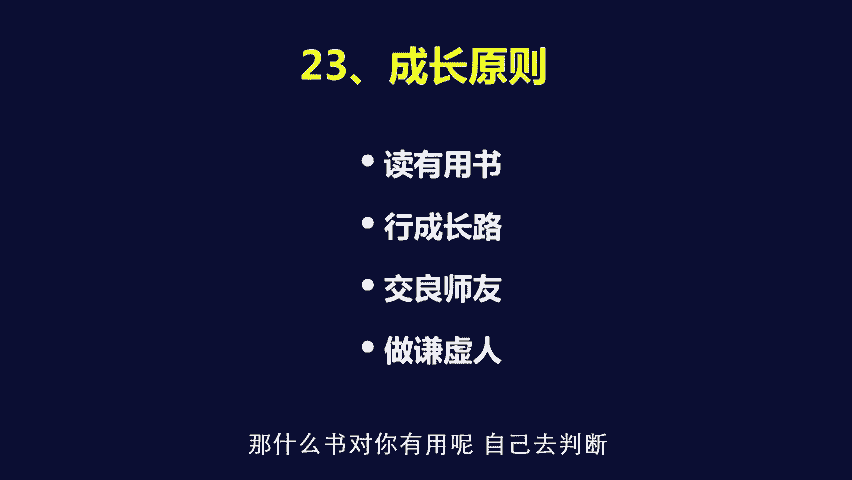 23、成长原则
• 读有用书
• 行成长路
• 交良师友
• 做谦虚人
那什么书对你有用呢 自己去判断